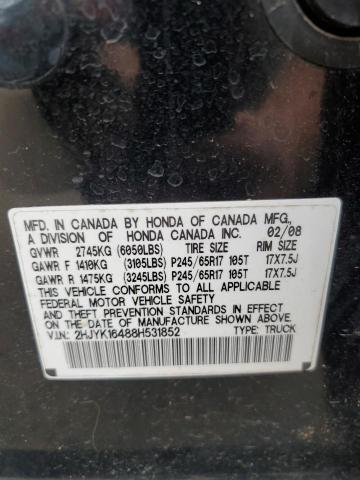 MFD. IN CANADA BY HONDA OF CANADA MFG.,
A DIVISION OF HONDA CANADA INC. 02/08
GVWR 2745KG (6050LBS) TIRE SIZE RIM SIZE
GAWR F 1410KG (3105LBS) P245/65R17 105T 17X7.5J
GAWR R 1475KG (3245LBS) P245/65R17 105T 17X7.5J
THIS VEHICLE CONFORMS TO ALL APPLICABLE
FEDERAL MOTOR VEHICLE SAFETY AND
THEFT PREVENTION STANDARDS IN EFFECT
ON THE DATE OF MANUFACTURE SHOWN ABOVE.
V.I.N: 2HJYK16488H531852 TYPE: TRUCK